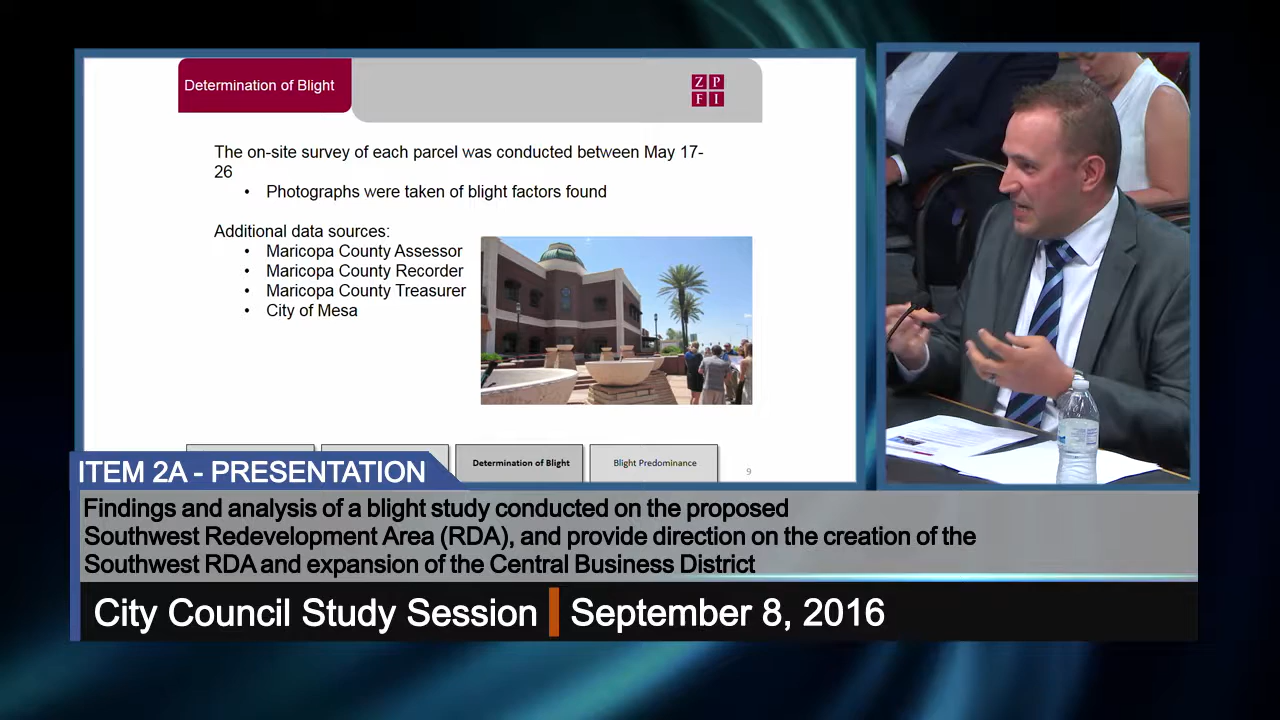 Determination of Blight
Z P
F I
The on-site survey of each parcel was conducted between May 17-
26
• Photographs were taken of blight factors found
Additional data sources:
• Maricopa County Assessor
• Maricopa County Recorder
• Maricopa County Treasurer
• City of Mesa
Determination of Blight
Blight Predominance
9
ITEM 2A - PRESENTATION
Findings and analysis of a blight study conducted on the proposed
Southwest Redevelopment Area (RDA), and provide direction on the creation of the
Southwest RDA and expansion of the Central Business District
City Council Study Session
September 8, 2016